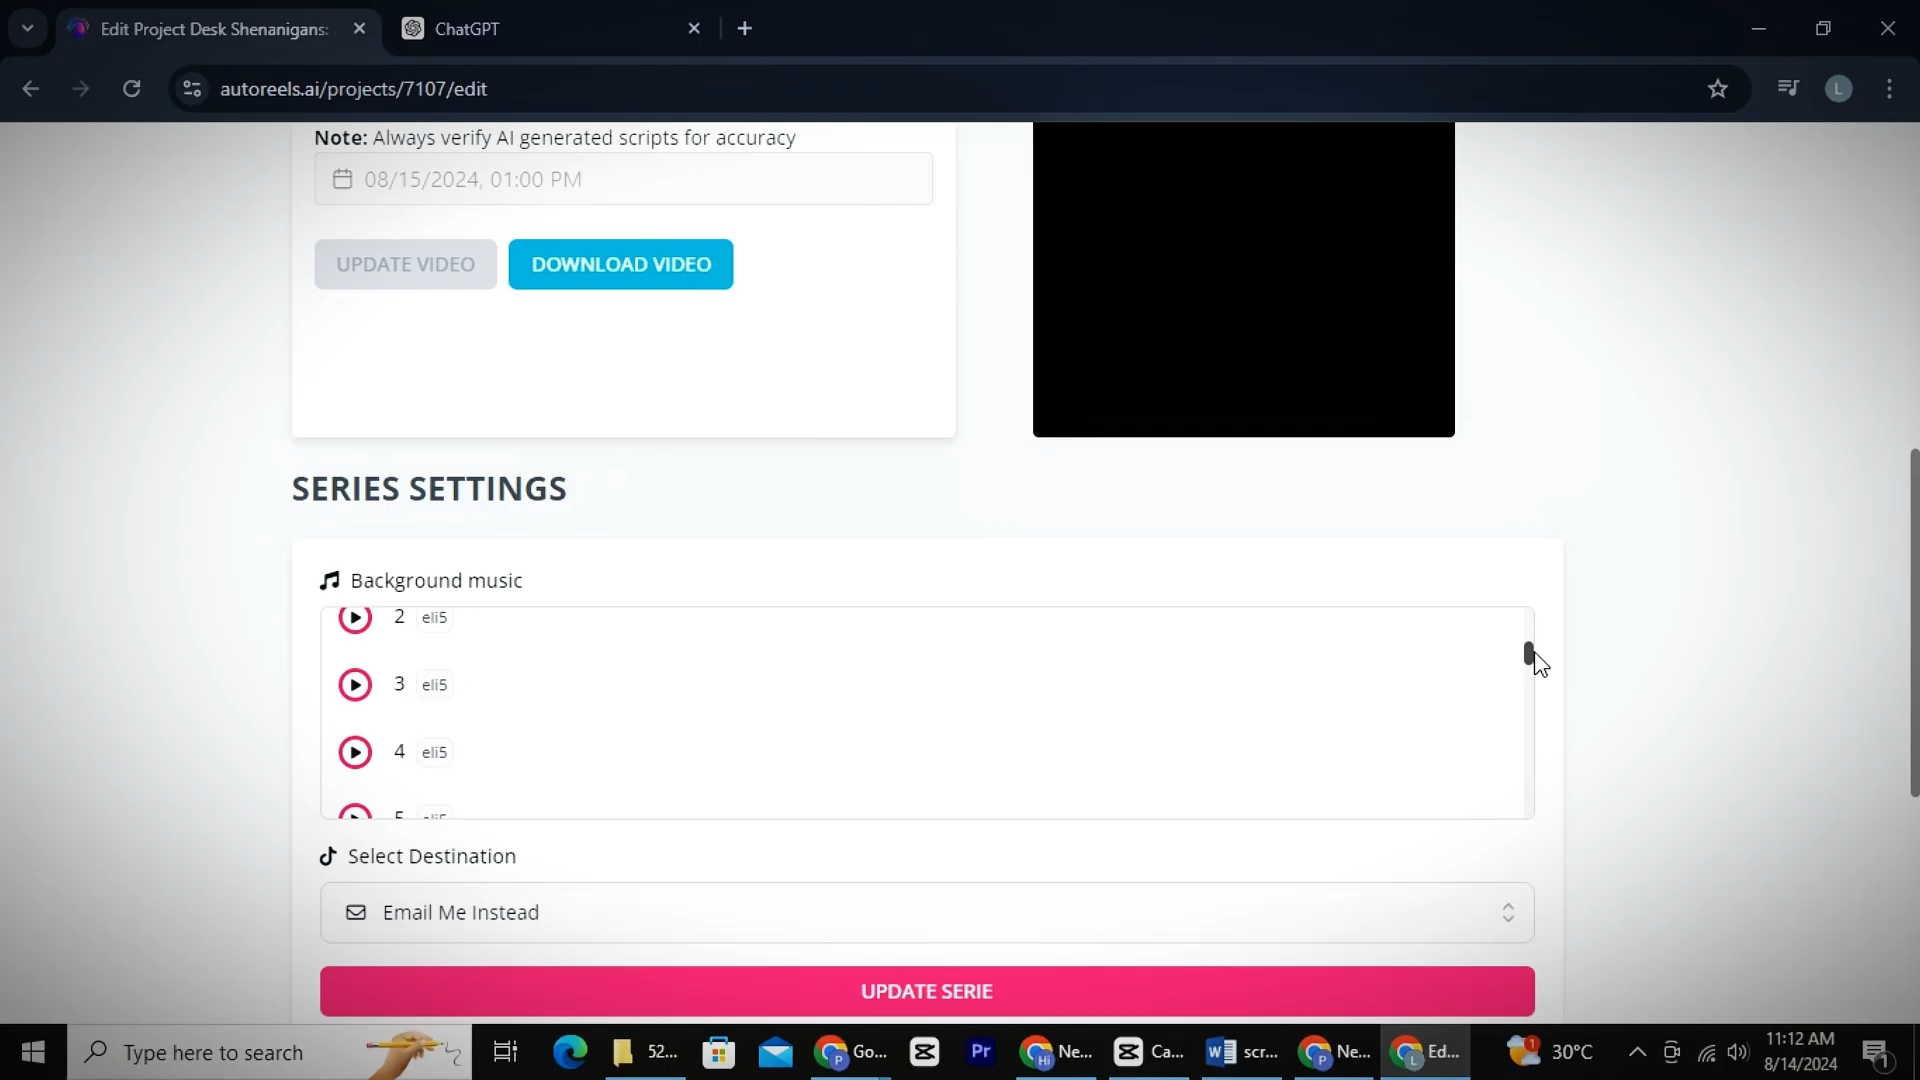 Edit Project Desk Shenanigans:
ChatGPT
autoreels.ai/projects/7107/edit
L
Note: Always verify AI generated scripts for accuracy
08/15/2024, 01:00 PM
UPDATE VIDEO
DOWNLOAD VIDEO
SERIES SETTINGS
Background music
2 eli5
3 eli5
4 eli5
5 eli5
Select Destination
Email Me Instead
UPDATE SERIE
Type here to search
52...
Go...
Pr
Ne...
Ca...
scr...
Ne...
Ed...
30°C
11:12 AM
8/14/2024